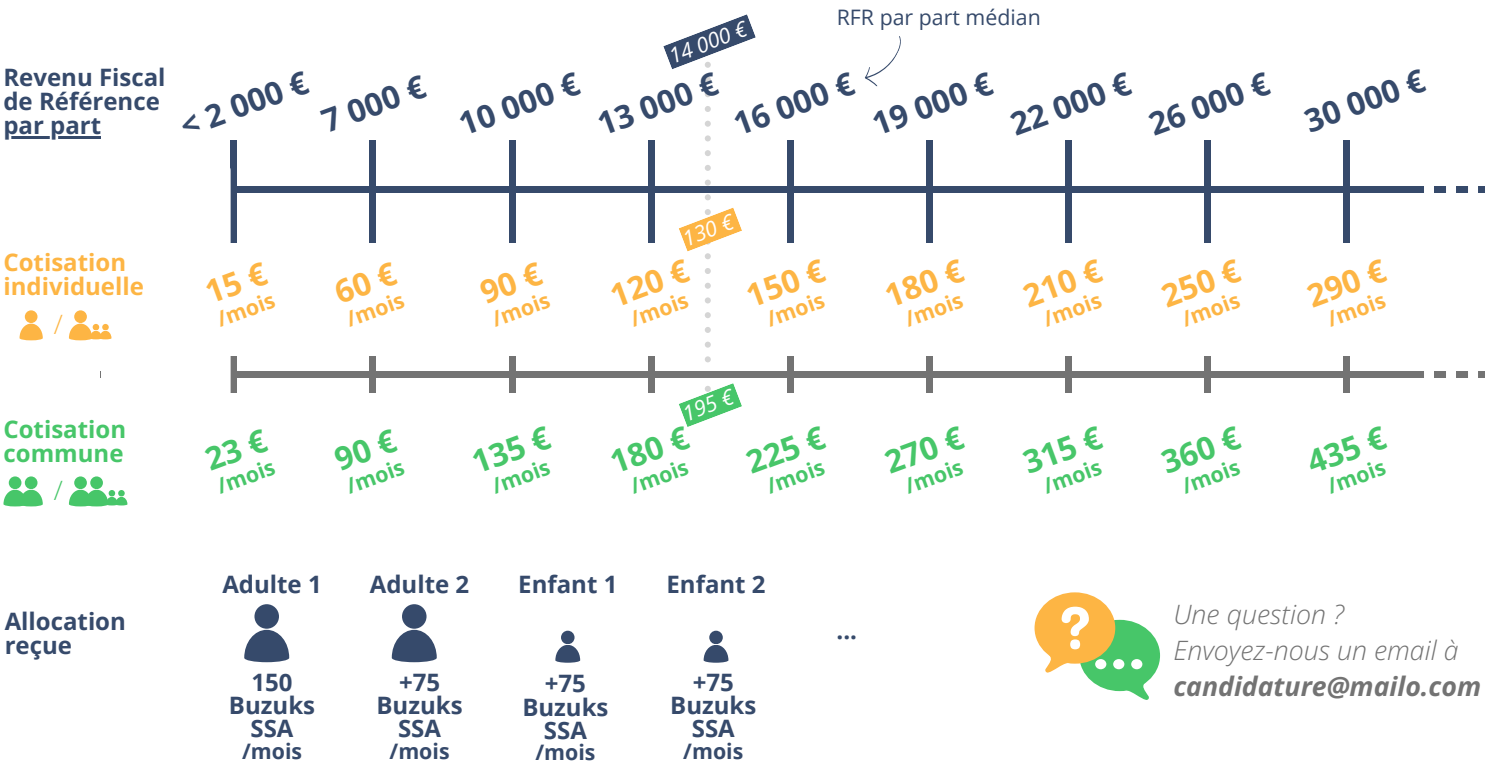 RFR par part médian
14 000 €
Revenu Fiscal
de Référence
par part
< 2 000 €
7 000 €
10 000 €
13 000 €
16 000 €
19 000 €
22 000 €
26 000 €
30 000 €
130 €
Cotisation
individuelle
/
15 €
/mois
60 €
/mois
90 €
/mois
120 €
/mois
150 €
/mois
180 €
/mois
210 €
/mois
250 €
/mois
290 €
/mois
195 €
Cotisation
commune
/
23 €
/mois
90 €
/mois
135 €
/mois
180 €
/mois
225 €
/mois
270 €
/mois
315 €
/mois
360 €
/mois
435 €
/mois
Allocation
reçue
Adulte 1
150
Buzuks
SSA
/mois
Adulte 2
+75
Buzuks
SSA
/mois
Enfant 1
+75
Buzuks
SSA
/mois
Enfant 2
+75
Buzuks
SSA
/mois
...
?
Une question ?
Envoyez-nous un email à
candidature@mailo.com